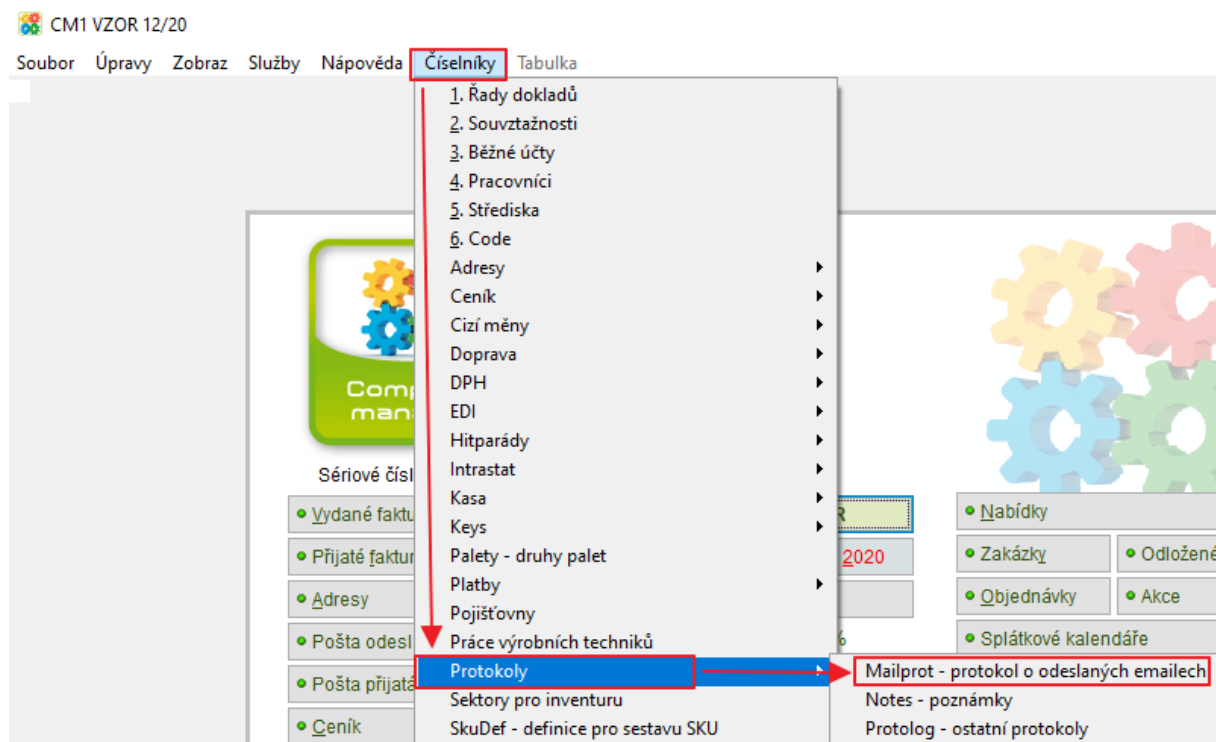 CM1 VZOR 12/20
Soubor Úpravy Zobraz Služby Nápověda Číselníky Tabulka
1. Řady dokladů
2. Souvztažnosti
3. Běžné účty
4. Pracovníci
5. Střediska
6. Code
Adresy
Ceník
Cizí měny
Doprava
DPH
EDI
Hitparády
Intrastat
Kasa
Keys
Palety - druhy palet
Platby
Pojišťovny
Práce výrobních techniků
Protokoly
Sektory pro inventuru
SkuDef - definice pro sestavu SKU
Mailprot - protokol o odeslaných emailech
Notes - poznámky
Protolog - ostatní protokoly
Comp
man
Sériové čísl
Vydané faktu
Přijaté faktur
Adresy
Pošta odesl
Pošta přijatá
Ceník
R
2020
%
Nabídky
Zakázky Odložené
Objednávky Akce
Splátkové kalendáře